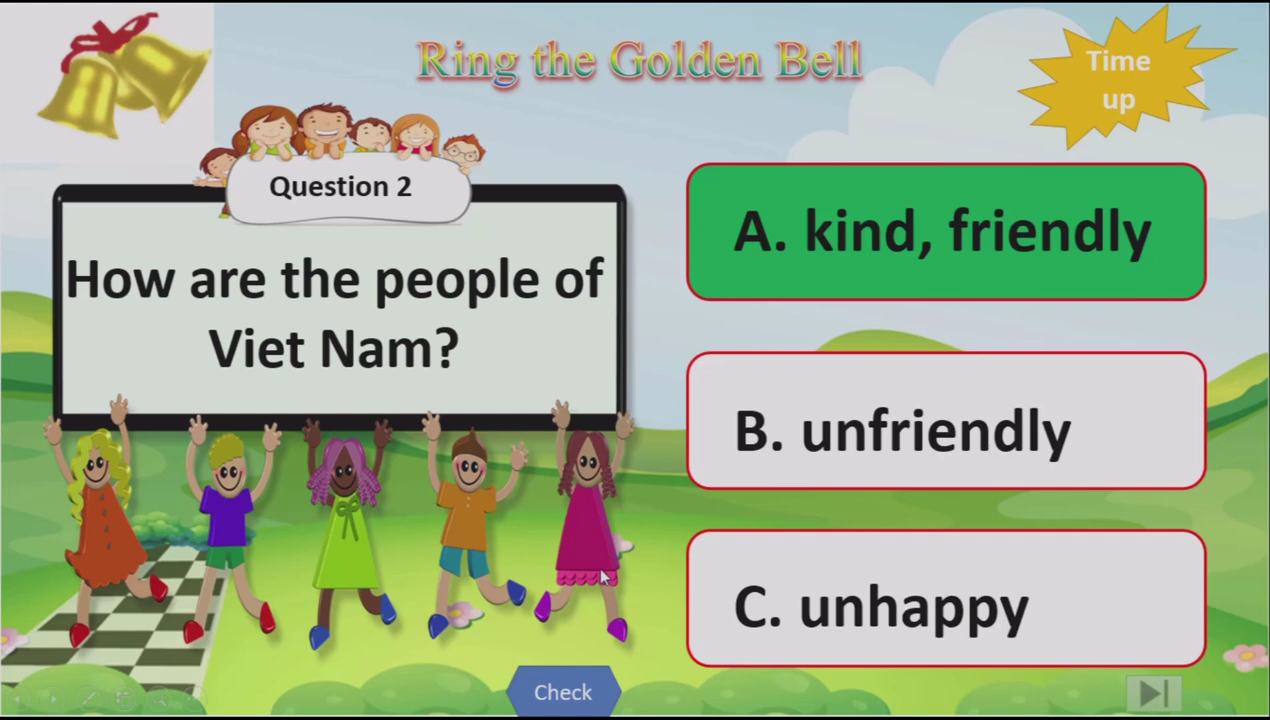 Ring the Golden Bell
Time
up
Question 2
How are the people of
Viet Nam?
A. kind, friendly
B. unfriendly
C. unhappy
Check